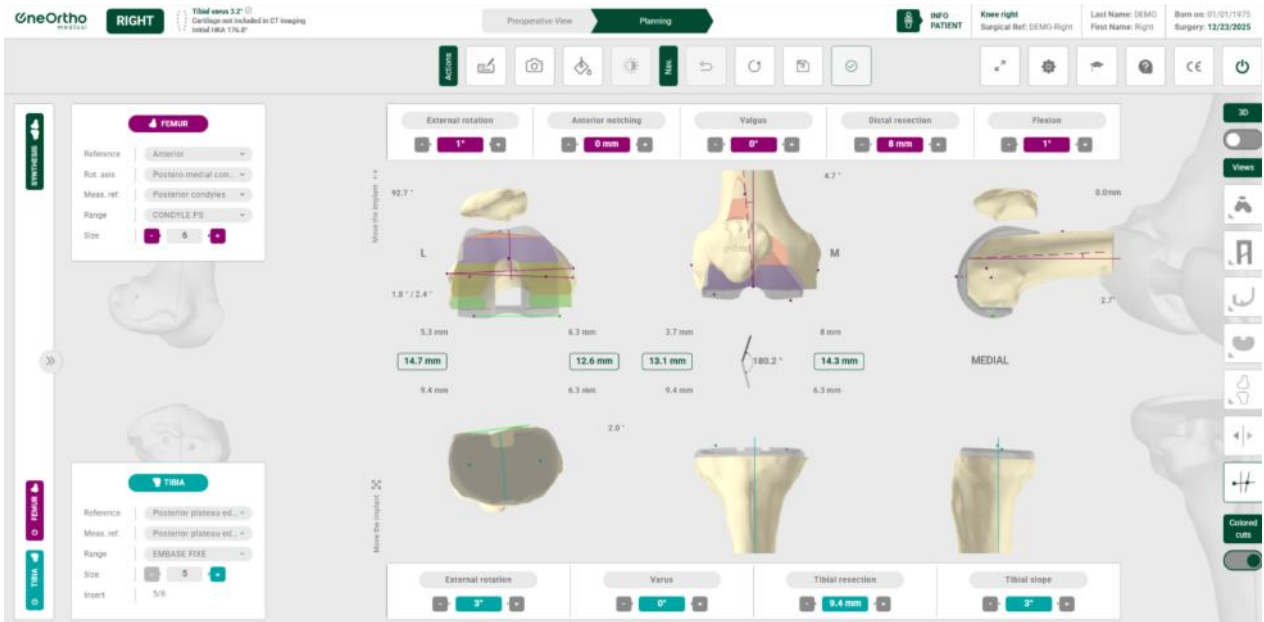 OneOrtho
medical
RIGHT
Tibial varus 3.2°
Cartilage not included in CT imaging
Initial HKA 176.8°
Preoperative View
Planning
INFO
PATIENT
Knee right
Surgical Ref: DEMO-Right
Last Name: DEMO
First Name: Right
Born on: 01/01/1975
Surgery: 12/23/2025
Actions
Nav.
CE
SYNTHESIS
FEMUR
Reference Anterior
Rot. axis Postero medial con..
Meas. ref. Posterior condyles
Range CONDYLE PS
Size - 6 +
External rotation
- 1° +
Anterior notching
- 0 mm +
Valgus
- 0° +
Distal resection
- 8 mm +
Flexion
- 1° +
3D
Views
Move the implant
92.7 °
4.7 °
0.0mm
L
M
1.8 ° / 2.4 °
2.7°
5.3 mm
6.3 mm
3.7 mm
8 mm
14.7 mm
12.6 mm
13.1 mm
180.2 °
14.3 mm
MEDIAL
9.4 mm
6.3 mm
9.4 mm
6.3 mm
2.0 °
Move the implant
FEMUR
TIBIA
TIBIA
Reference Posterior plateau ed..
Meas. ref. Posterior plateau ed..
Range EMBASE FIXE
Size - 5 +
Insert 5/6
Colored
cuts
External rotation
- 3° +
Varus
- 0° +
Tibial resection
- 9.4 mm +
Tibial slope
- 3° +